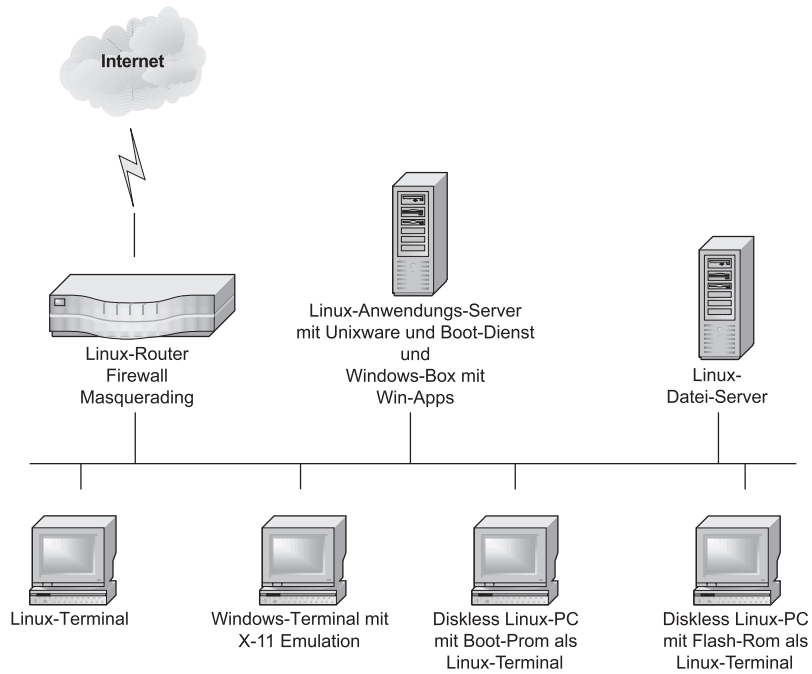 Internet
Linux-Router
Firewall
Masquerading
Linux-Anwendungs-Server
mit Unixware und Boot-Dienst
und
Windows-Box mit
Win-Apps
Linux-
Datei-Server
Linux-Terminal
Windows-Terminal mit
X-11 Emulation
Diskless Linux-PC
mit Boot-Prom als
Linux-Terminal
Diskless Linux-PC
mit Flash-Rom als
Linux-Terminal